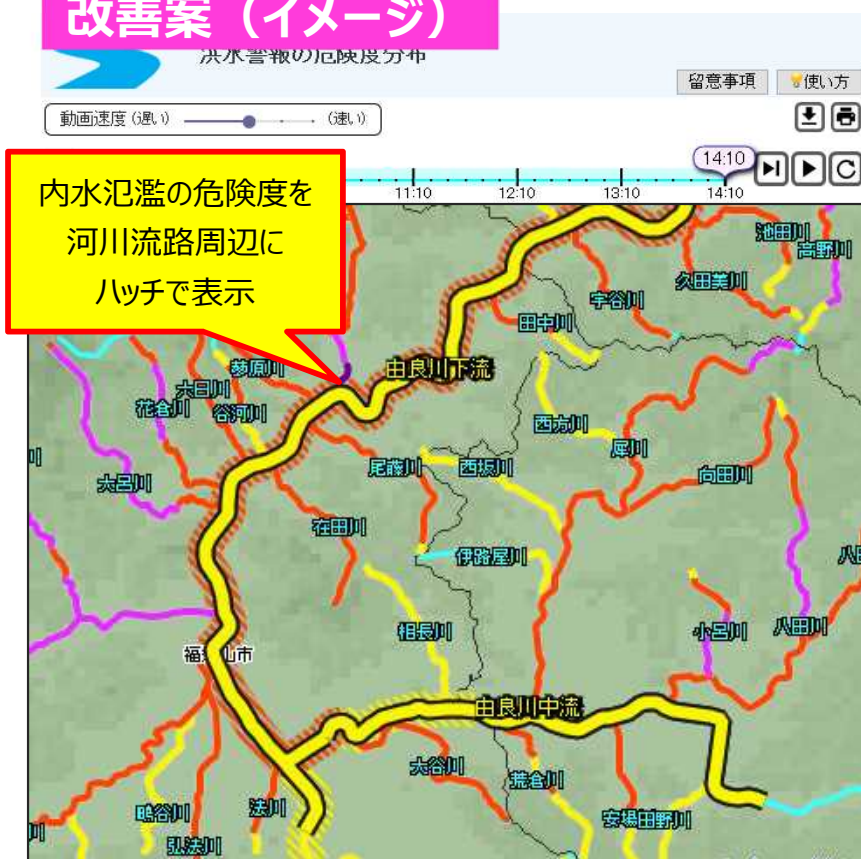 改善案（イメージ）
洪水警報の危険度分布
留意事項
使い方
動画速度 (遅い)
(速い)
14:10
11:10
12:10
13:10
14:10
内水氾濫の危険度を
河川流路周辺に
ハッチで表示
池田川
高野川
久田美川
宇谷川
田中川
由良川下流
蓼原川
大日川
花倉川
谷河川
西方川
犀川
尾藤川
西坂川
向田川
大呂川
在田川
伊路屋川
相長川
小呂川
八田川
福知山市
由良川中流
大谷川
荒倉川
鴫谷川
法川
安場田野川
弘法川